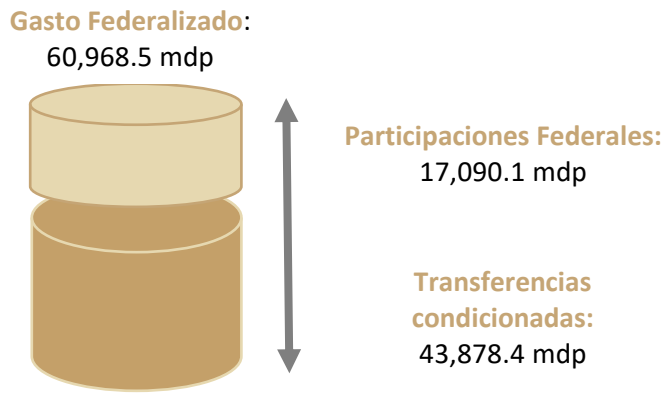 Gasto Federalizado:
60,968.5 mdp
Participaciones Federales:
17,090.1 mdp
Transferencias
condicionadas:
43,878.4 mdp